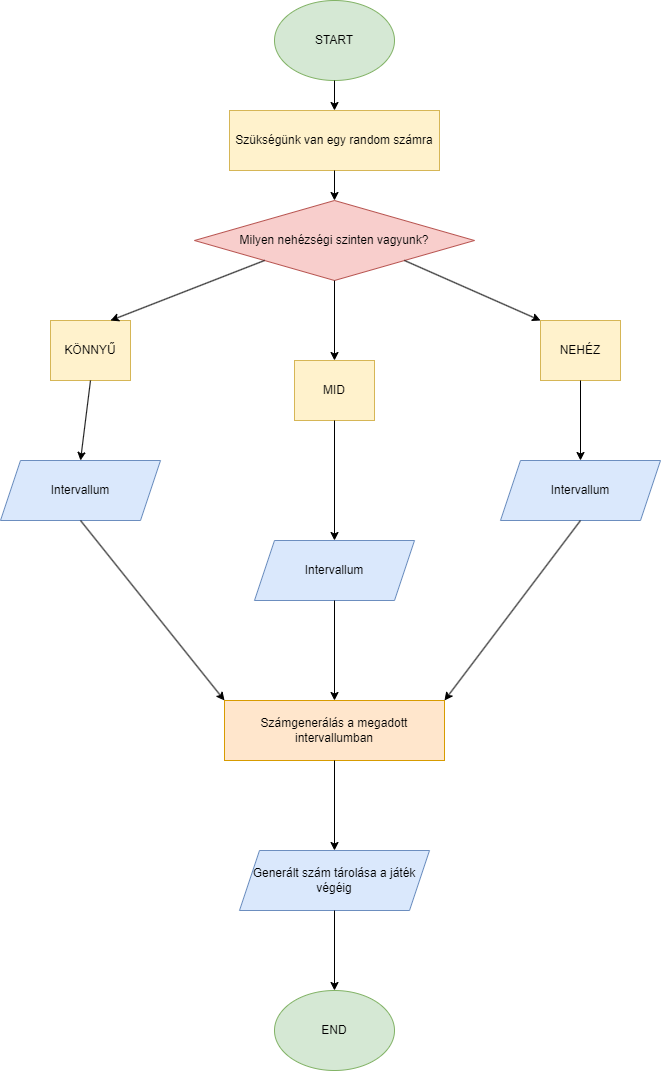 START
Szükségünk van egy random számra
Milyen nehézségi szinten vagyunk?
KÖNNYŰ
MID
NEHÉZ
Intervallum
Intervallum
Intervallum
Számgenerálás a megadott
intervallumban
Generált szám tárolása a játék
végéig
END